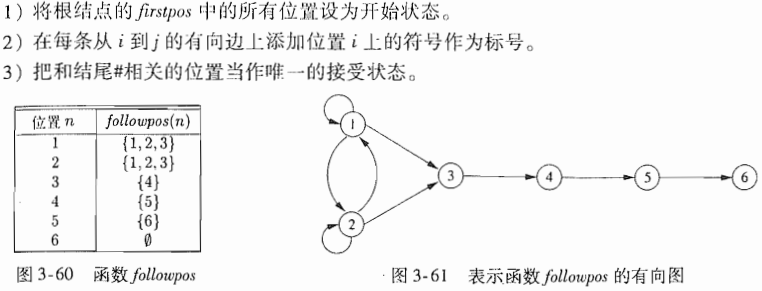 1) 将根结点的 firstpos 中的所有位置设为开始状态。
2) 在每条从 i 到 j 的有向边上添加位置 i 上的符号作为标号。
3) 把和结尾#相关的位置当作唯一的接受状态。
位置 n followpos(n)
1 {1, 2, 3}
2 {1, 2, 3}
3 {4}
4 {5}
5 {6}
6 ∅
图 3-60 函数 followpos
1
2
3
4
5
6
图 3-61 表示函数 followpos 的有向图